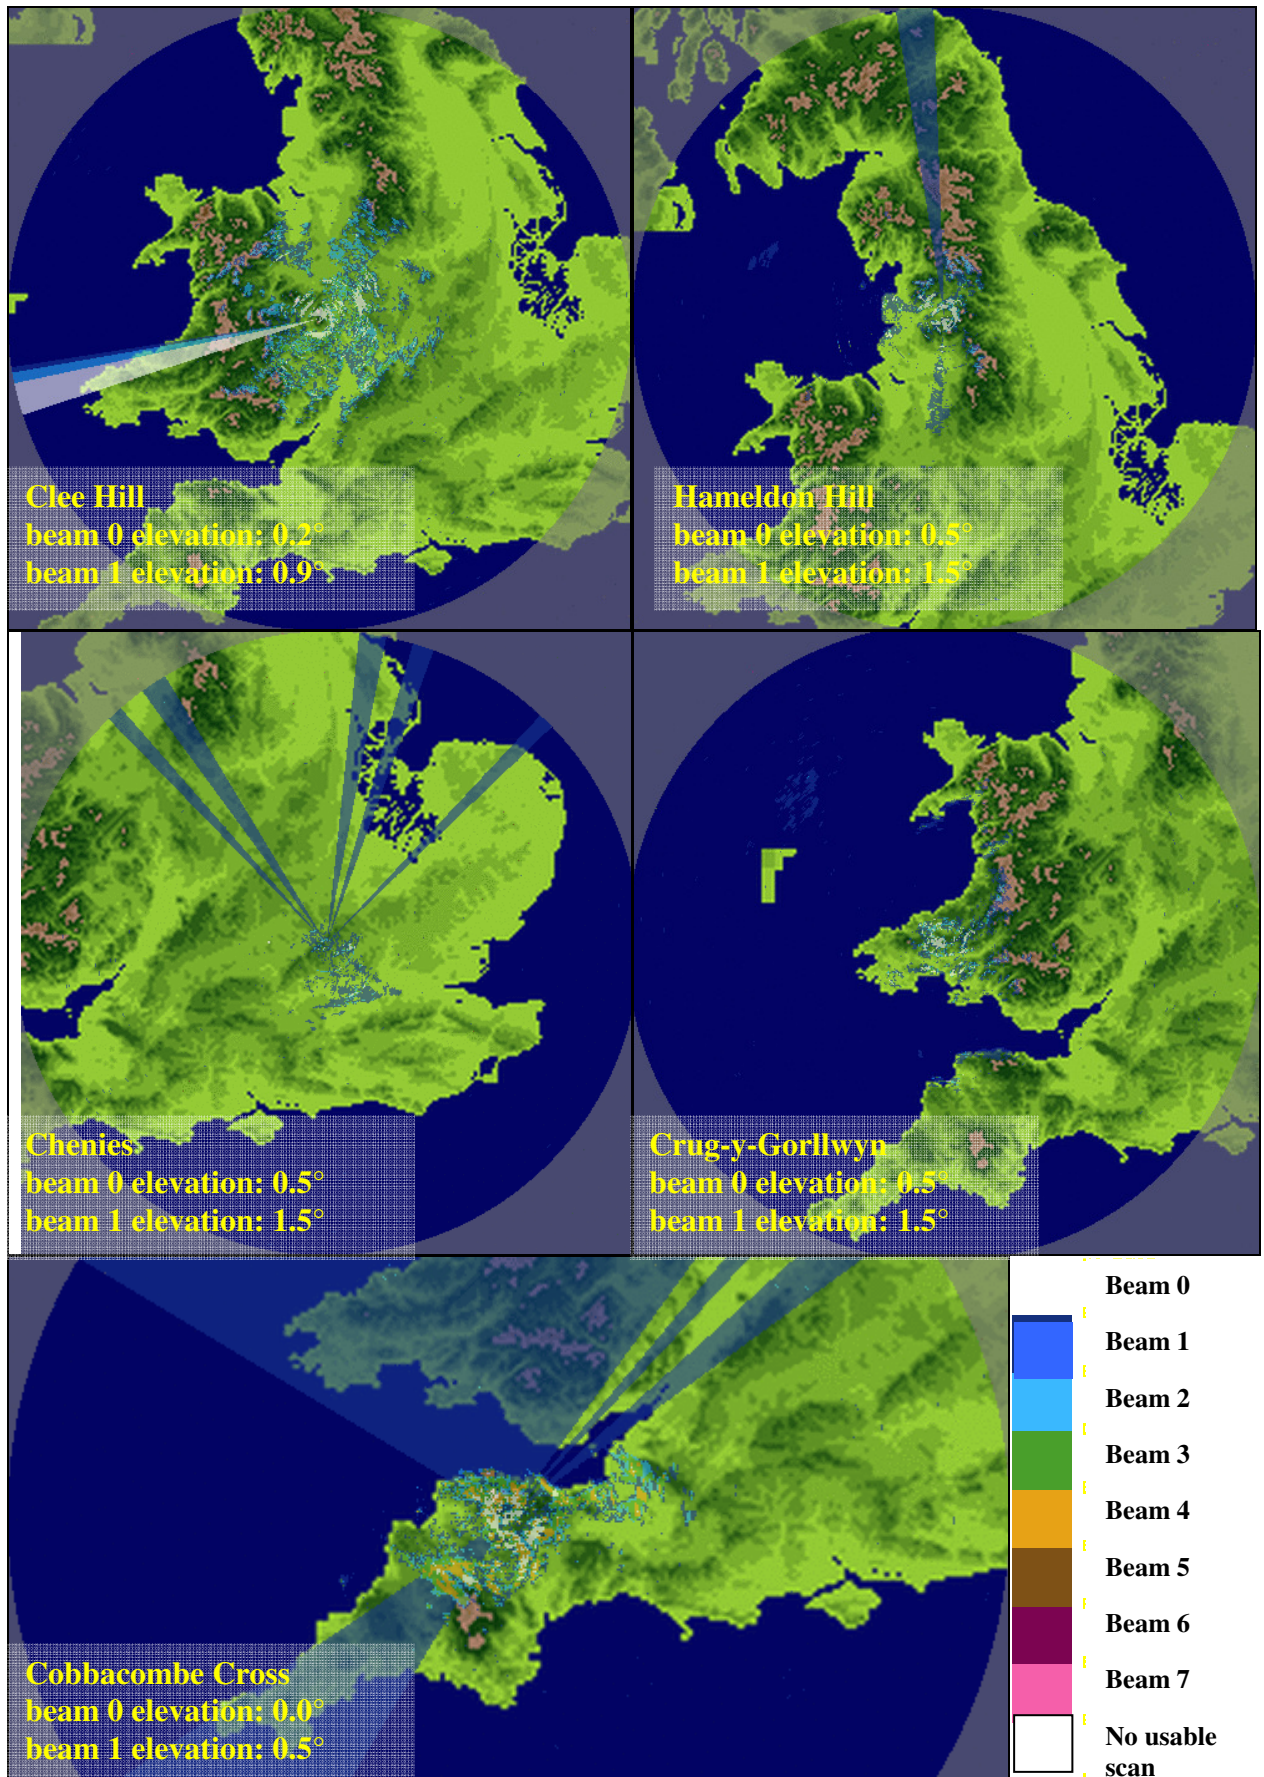 Clee Hill
beam 0 elevation: 0.2°
beam 1 elevation: 0.9°
Hameldon Hill
beam 0 elevation: 0.5°
beam 1 elevation: 1.5°
Chenies
beam 0 elevation: 0.5°
beam 1 elevation: 1.5°
Crug-y-Gorllwyn
beam 0 elevation: 0.5°
beam 1 elevation: 1.5°
Cobbacombe Cross
beam 0 elevation: 0.0°
beam 1 elevation: 0.5°
Beam 0
Beam 1
Beam 2
Beam 3
Beam 4
Beam 5
Beam 6
Beam 7
No usable
scan